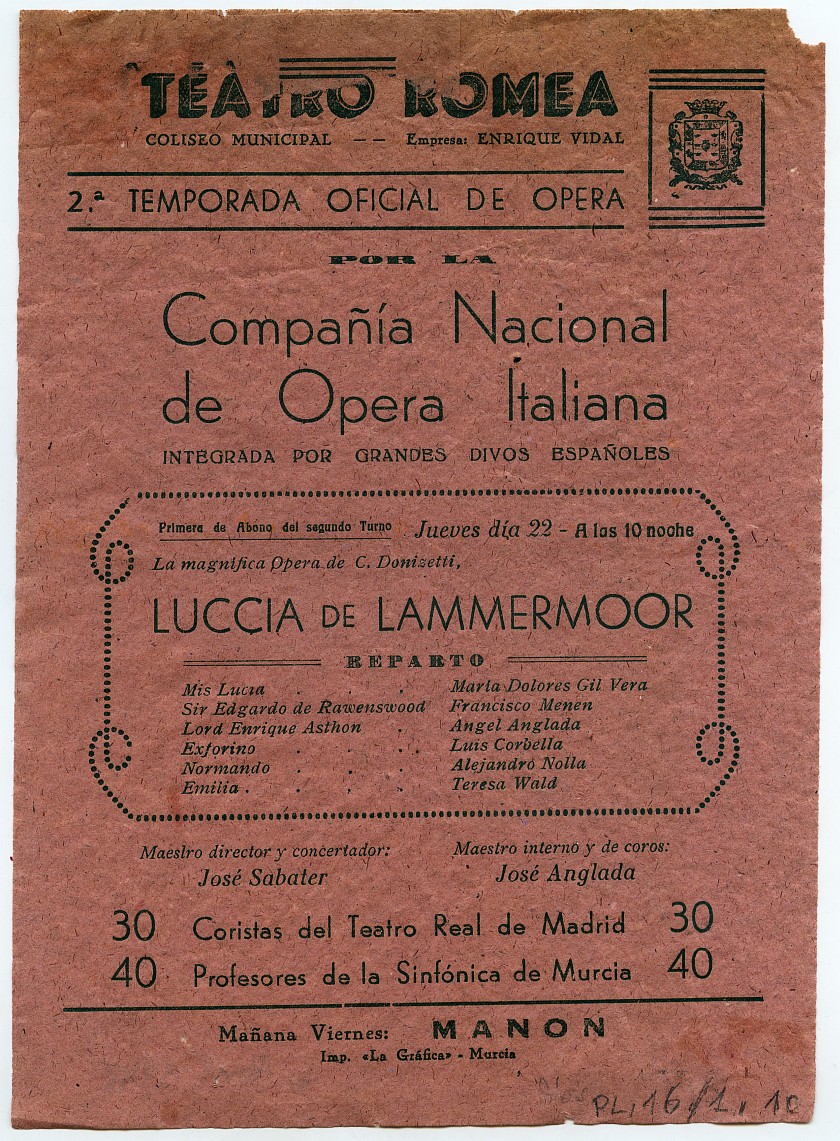 TEATRO ROMEA
COLISEO MUNICIPAL — — Empresa: ENRIQUE VIDAL
2.ª TEMPORADA OFICIAL DE OPERA
POR LA
Compañía Nacional
de Opera Italiana
INTEGRADA POR GRANDES DIVOS ESPAÑOLES
Primera de Abono del segundo Turno Jueves día 22 - A las 10 noche
La magnífica Opera de C. Donizetti,
LUCCIA DE LAMMERMOOR
REPARTO
Mis Lucia . . . María Dolores Gil Vera
Sir Edgardo de Rawenswood Francisco Menen
Lord Enrique Asthon . Angel Anglada
Exforino . . . Luis Corbella
Normando . . . Alejandro Nolla
Emilia . . . . Teresa Wald
Maestro director y concertador:
José Sabater
Maestro interno y de coros:
José Anglada
30 Coristas del Teatro Real de Madrid 30
40 Profesores de la Sinfónica de Murcia 40
Mañana Viernes: MANON
Imp. «La Gráfica» - Murcia
PL, 16/1, 10